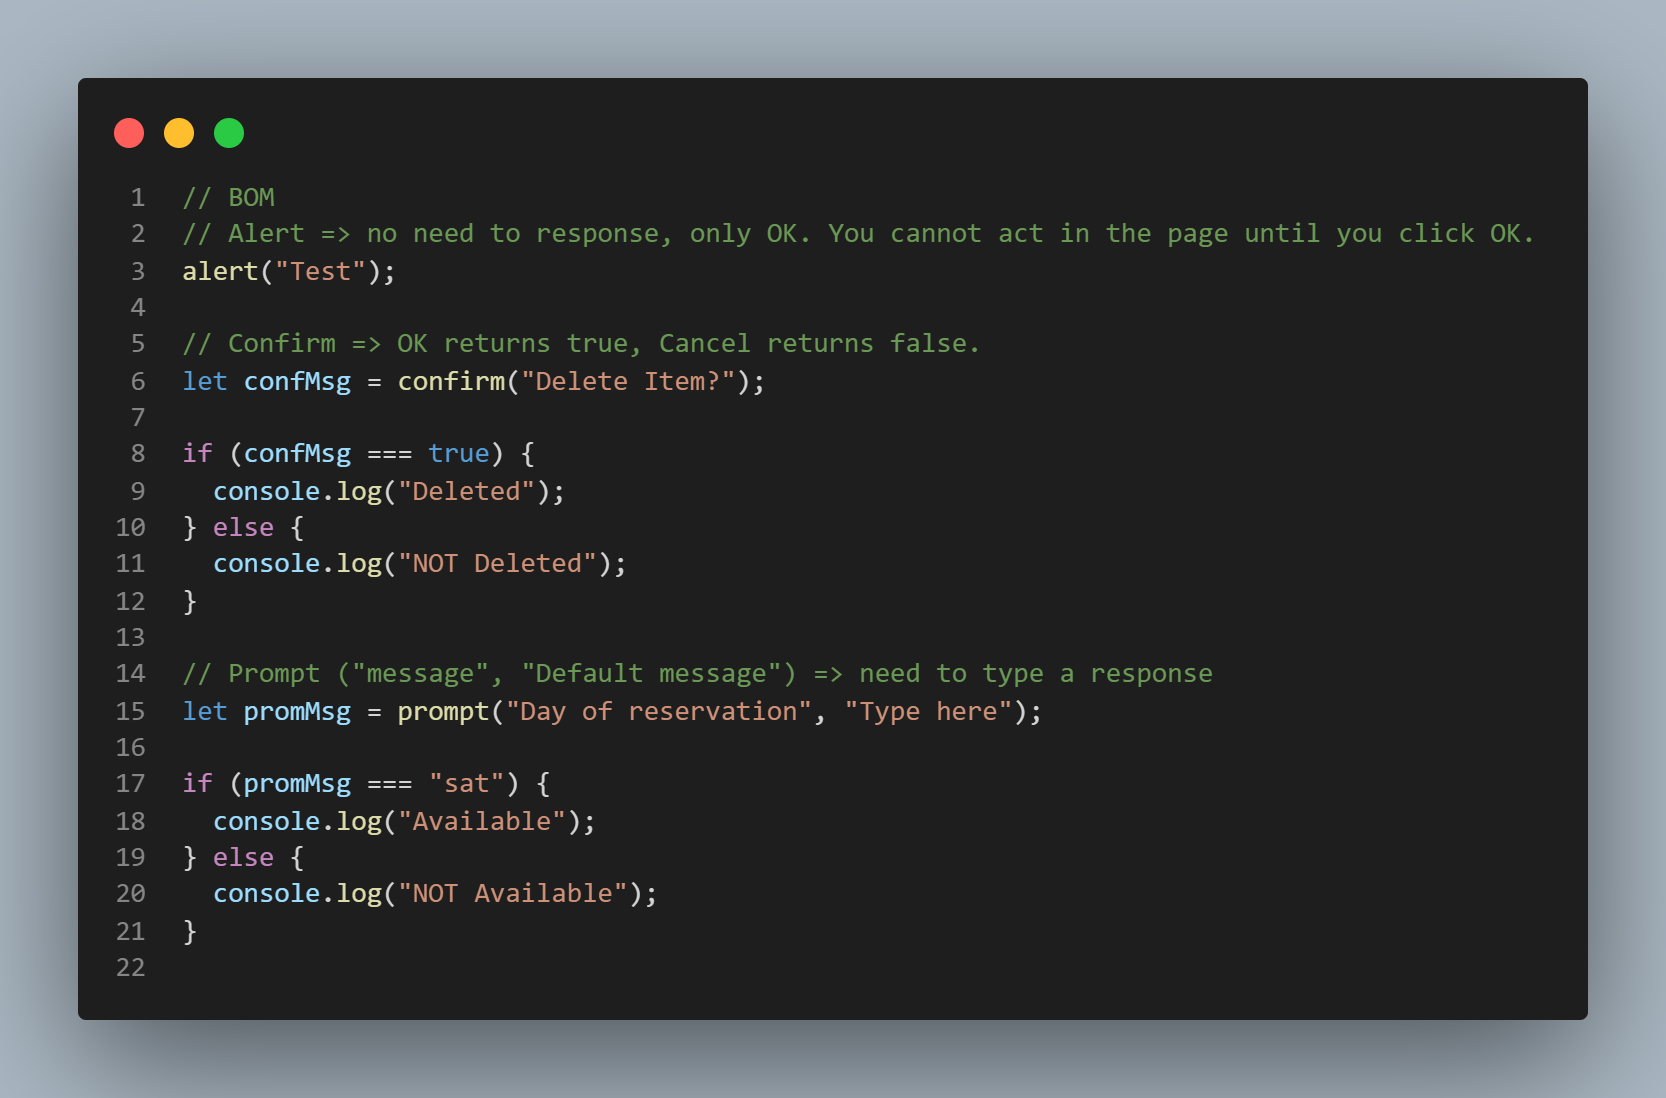 1 // BOM
2 // Alert => no need to response, only OK. You cannot act in the page until you click OK.
3 alert("Test");
4
5 // Confirm => OK returns true, Cancel returns false.
6 let confMsg = confirm("Delete Item?");
7
8 if (confMsg === true) {
9   console.log("Deleted");
10 } else {
11   console.log("NOT Deleted");
12 }
13
14 // Prompt ("message", "Default message") => need to type a response
15 let promMsg = prompt("Day of reservation", "Type here");
16
17 if (promMsg === "sat") {
18   console.log("Available");
19 } else {
20   console.log("NOT Available");
21 }
22